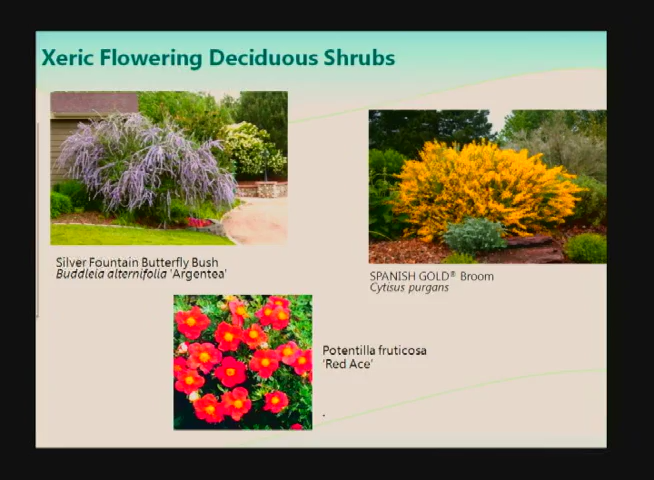 Xeric Flowering Deciduous Shrubs
Silver Fountain Butterfly Bush
Buddleia alternifolia 'Argentea'
SPANISH GOLD® Broom
Cytisus purgans
Potentilla fruticosa
'Red Ace'
.